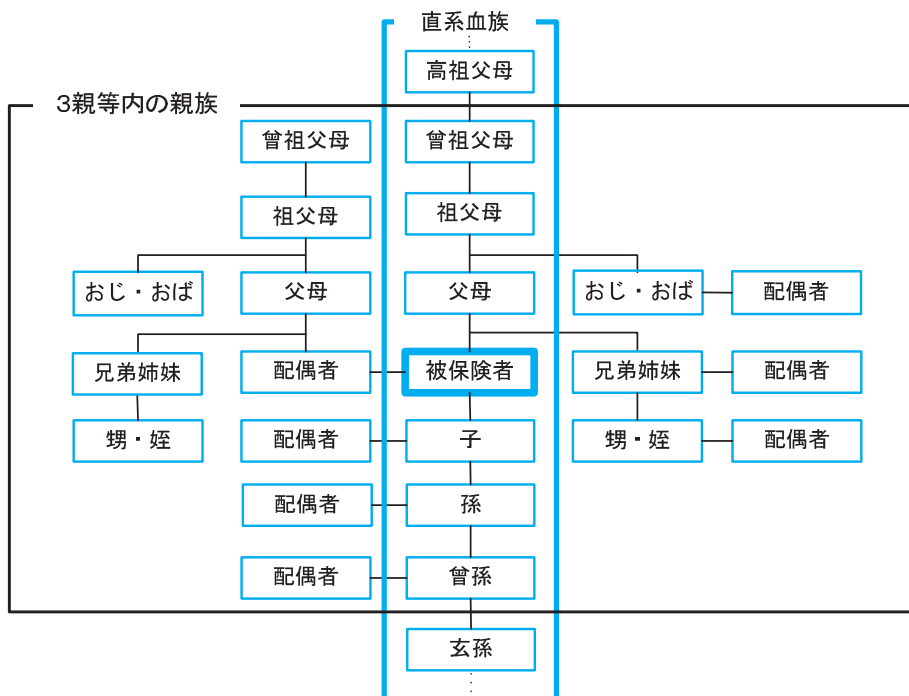 直系血族
高祖父母
3親等内の親族
曾祖父母
曾祖父母
祖父母
祖父母
おじ・おば
父母
父母
おじ・おば
配偶者
兄弟姉妹
配偶者
被保険者
兄弟姉妹
配偶者
甥・姪
配偶者
子
甥・姪
配偶者
配偶者
孫
配偶者
曾孫
玄孫